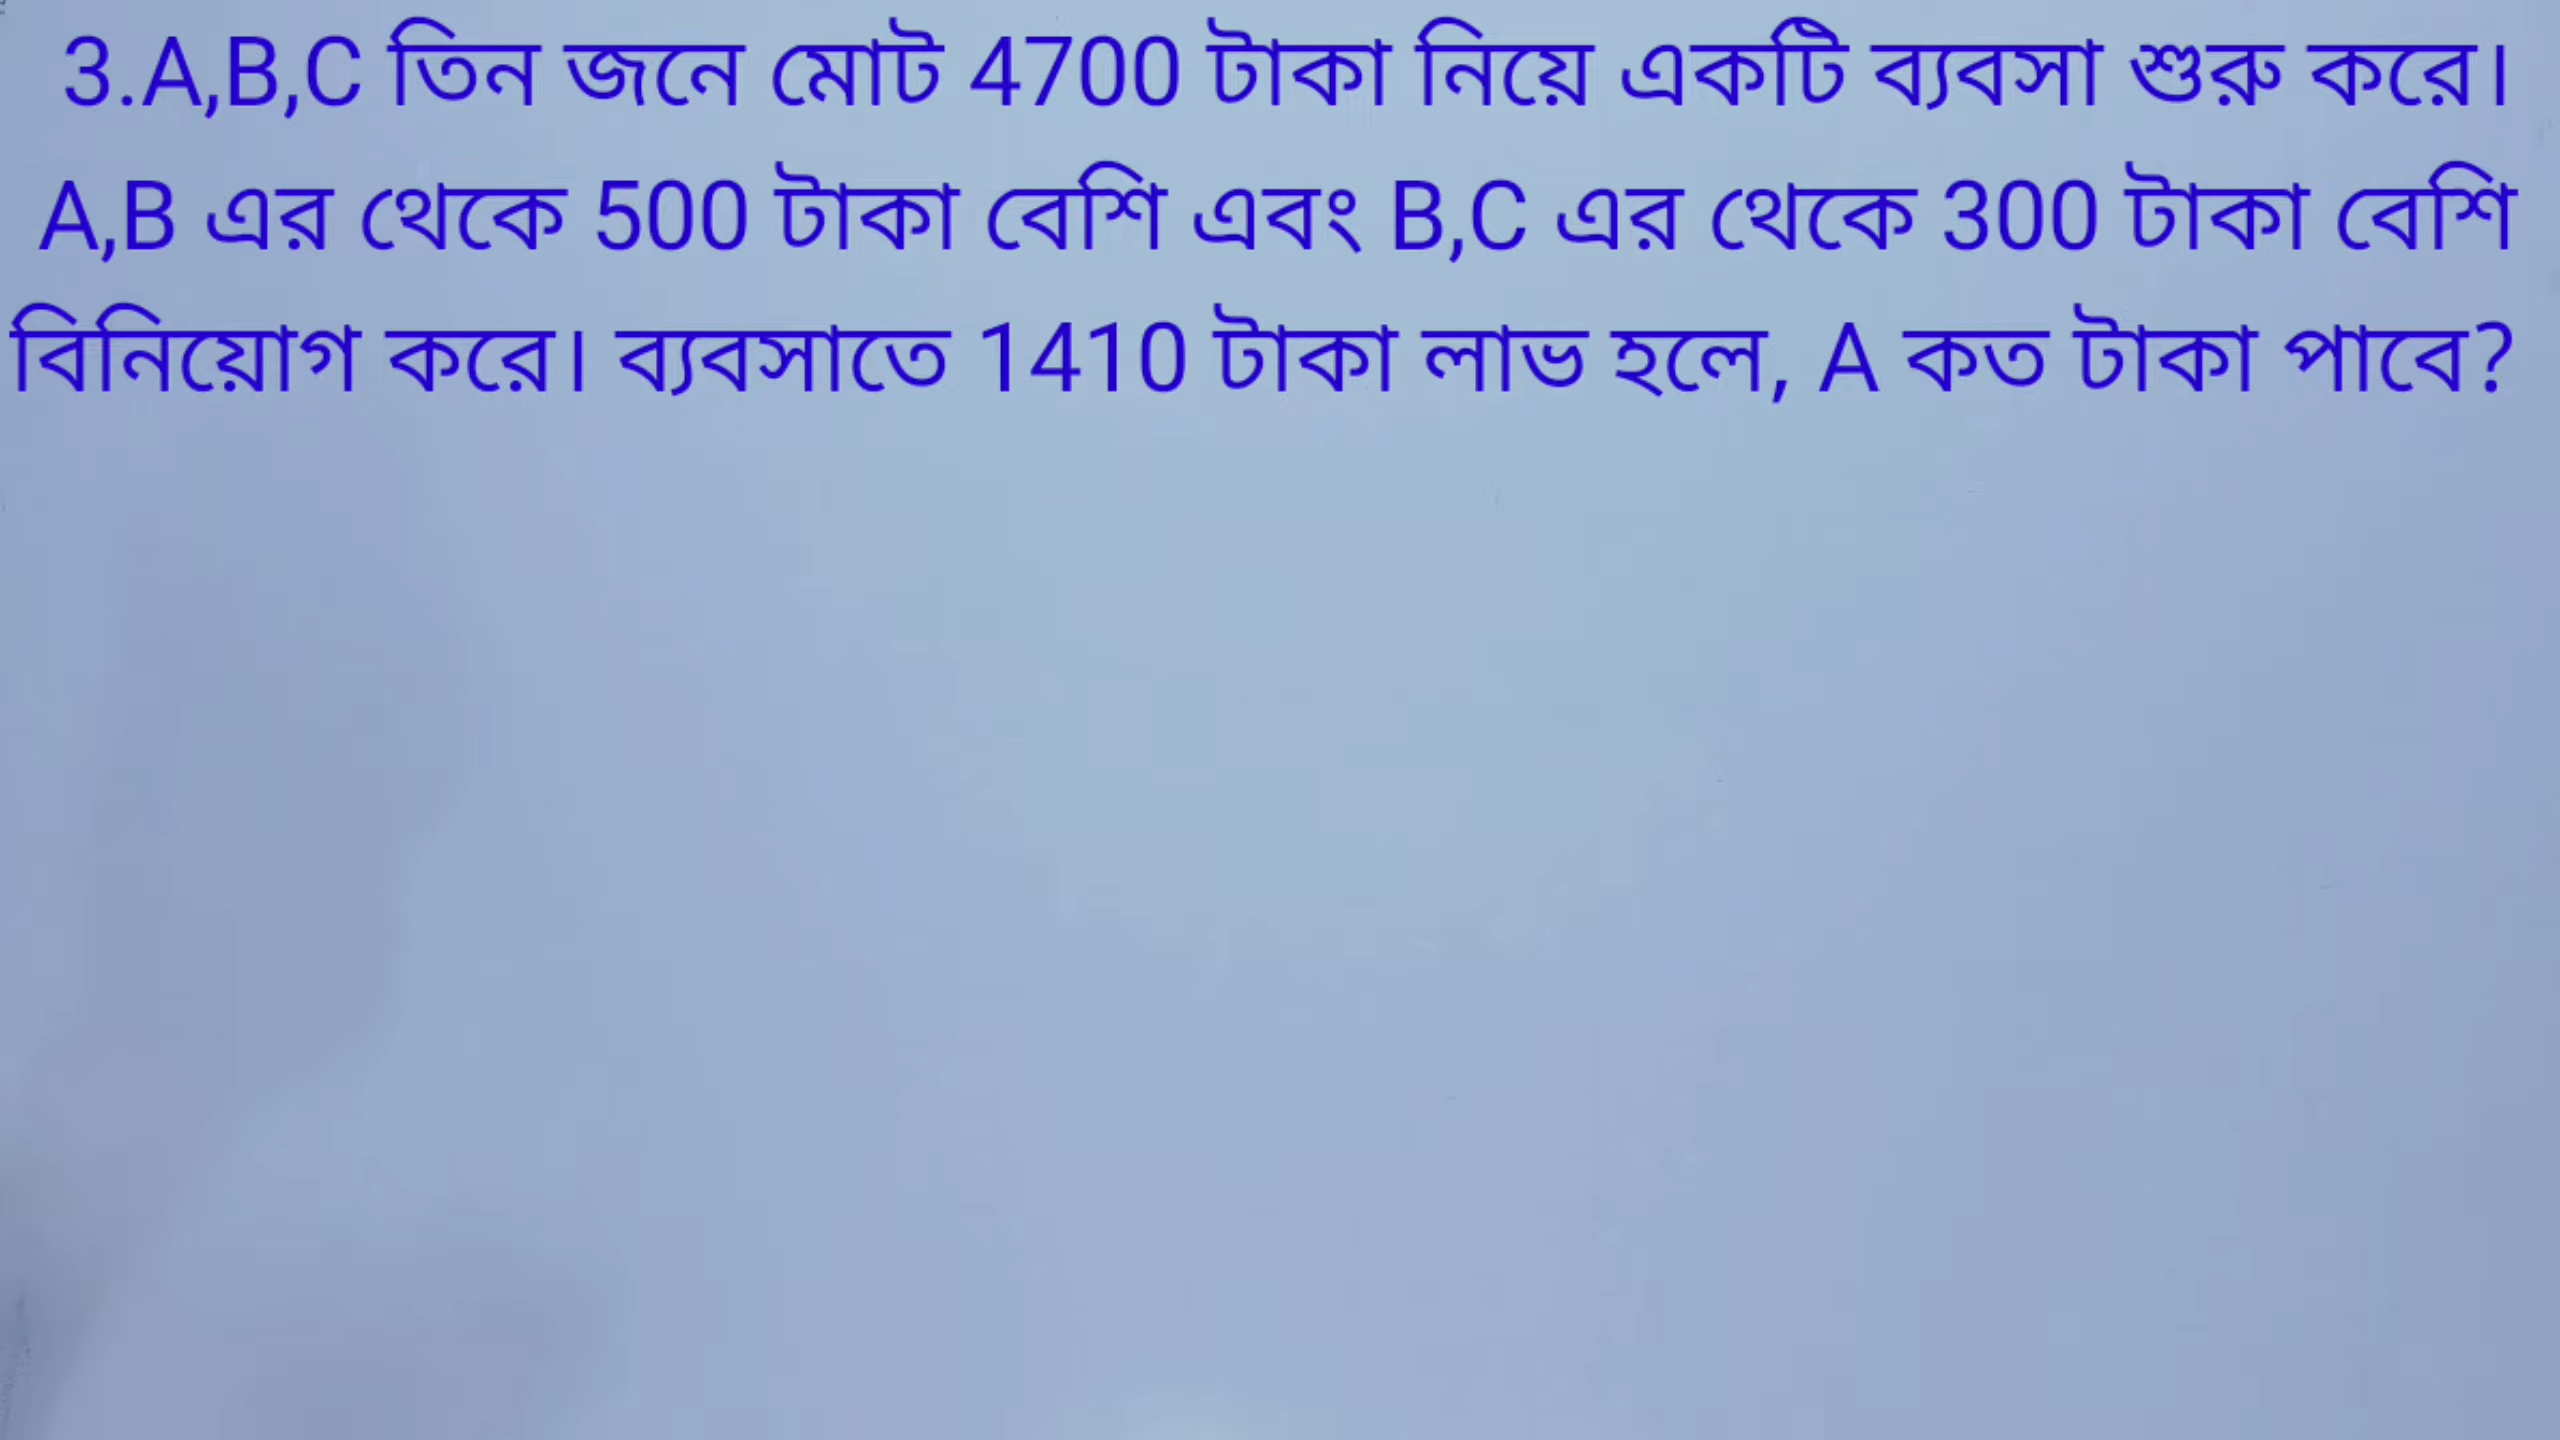 3.A,B,C তিন জনে মোট 4700 টাকা নিয়ে একটি ব্যবসা শুরু করে।
A,B এর থেকে 500 টাকা বেশি এবং B,C এর থেকে 300 টাকা বেশি
বিনিয়োগ করে। ব্যবসাতে 1410 টাকা লাভ হলে, A কত টাকা পাবে?